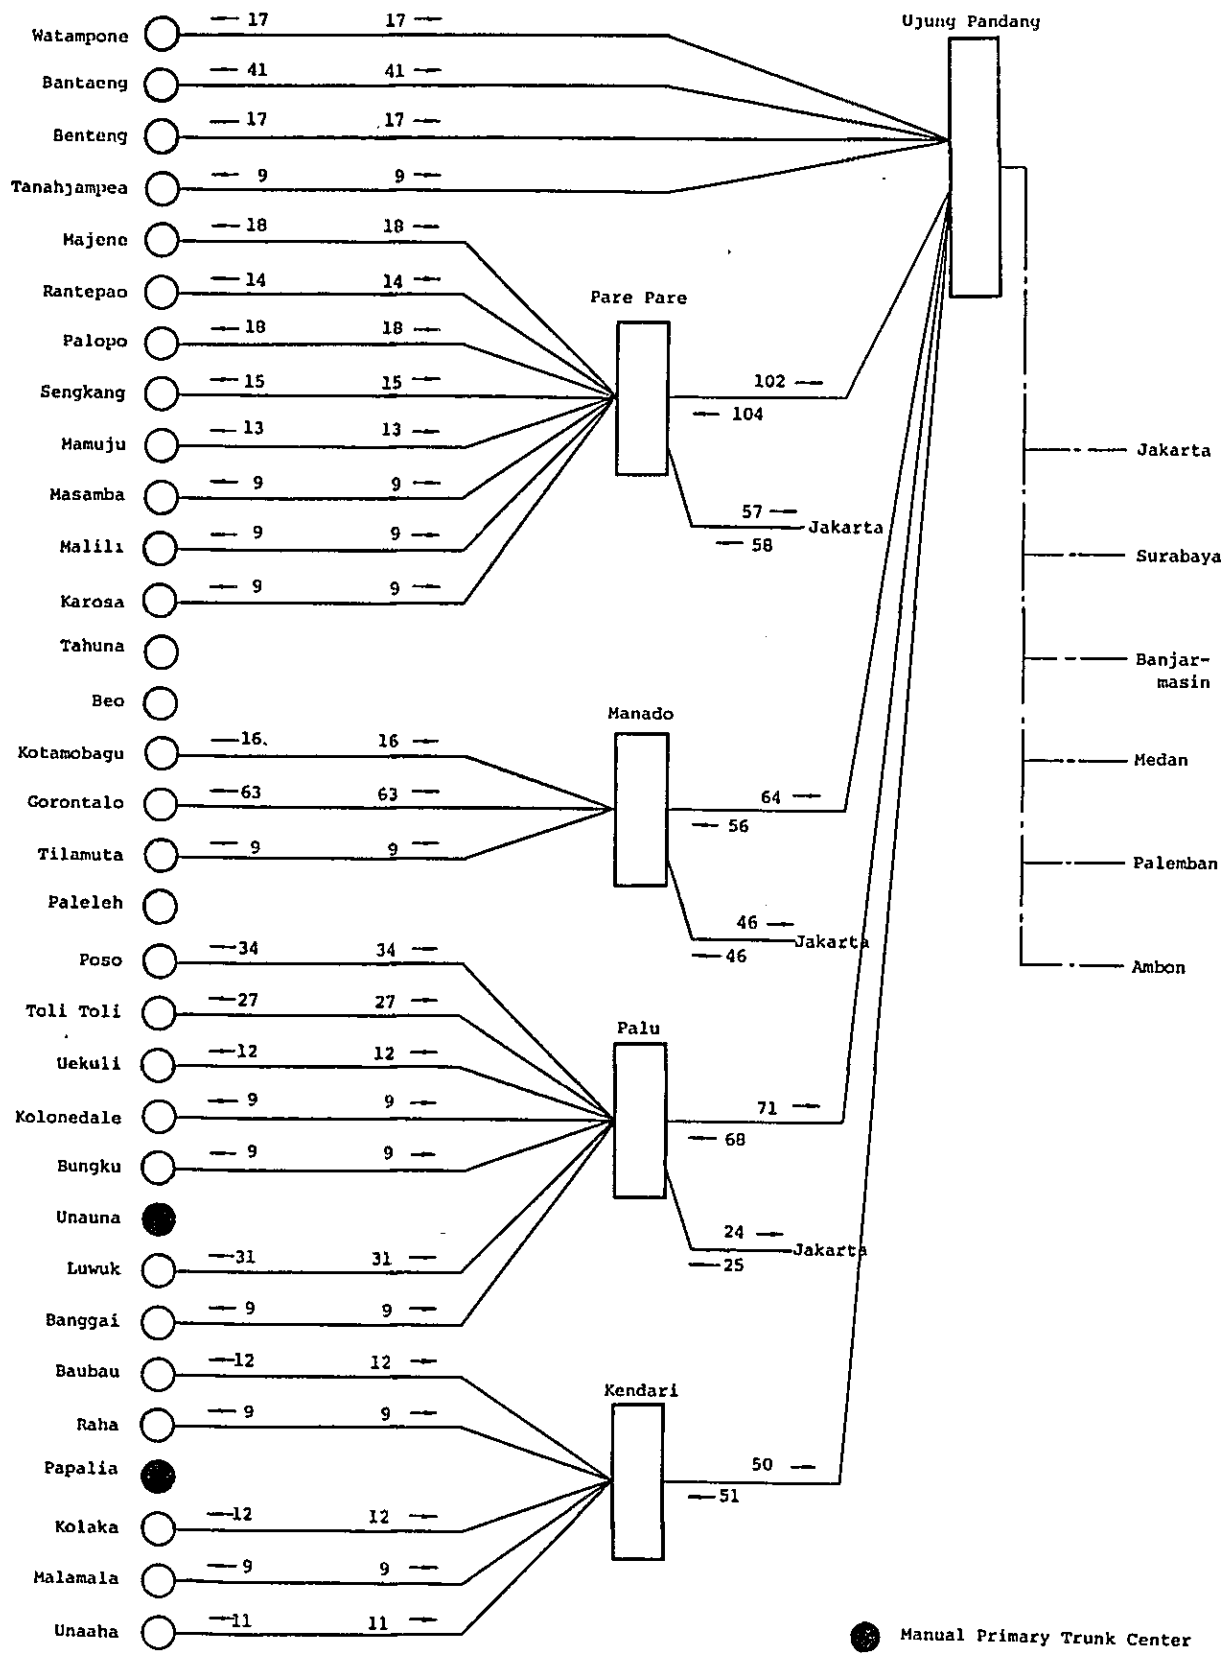 Ujung Pandang
Watampone 17 17
Bantaeng 41 41
Benteng 17 17
Tanahjampea 9 9
Majene 18 18
Rantepao 14 14
Pare Pare
Palopo 18 18
Sengkang 15 15
102
104
Mamuju 13 13
Jakarta
Masamba 9 9
57
Jakarta
58
Malili 9 9
Surabaya
Karosa 9 9
Tahuna
Banjar-
masin
Beo
Manado
Kotamobagu 16 16
Medan
Gorontalo 63 63
64
56
Tilamuta 9 9
Palemban
Paleleh
46
Jakarta
46
Poso 34 34
Ambon
Toli Toli 27 27
Palu
Uekuli 12 12
Kolonedale 9 9
71
68
Bungku 9 9
Unauna
24
Jakarta
25
Luwuk 31 31
Banggai 9 9
Baubau 12 12
Kendari
Raha 9 9
Papalia
50
51
Kolaka 12 12
Malamala 9 9
Unaaha 11 11
Manual Primary Trunk Center